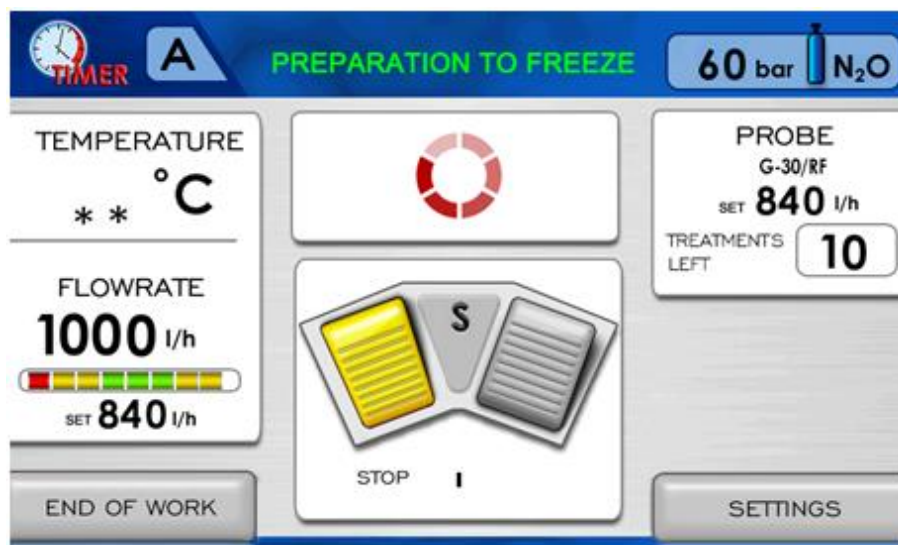 TIMER
A
PREPARATION TO FREEZE
60 bar N₂O
TEMPERATURE
** °C
FLOWRATE
1000 l/h
SET 840 l/h
S
STOP I
PROBE
G-30/RF
SET 840 l/h
TREATMENTS
LEFT
10
END OF WORK
SETTINGS